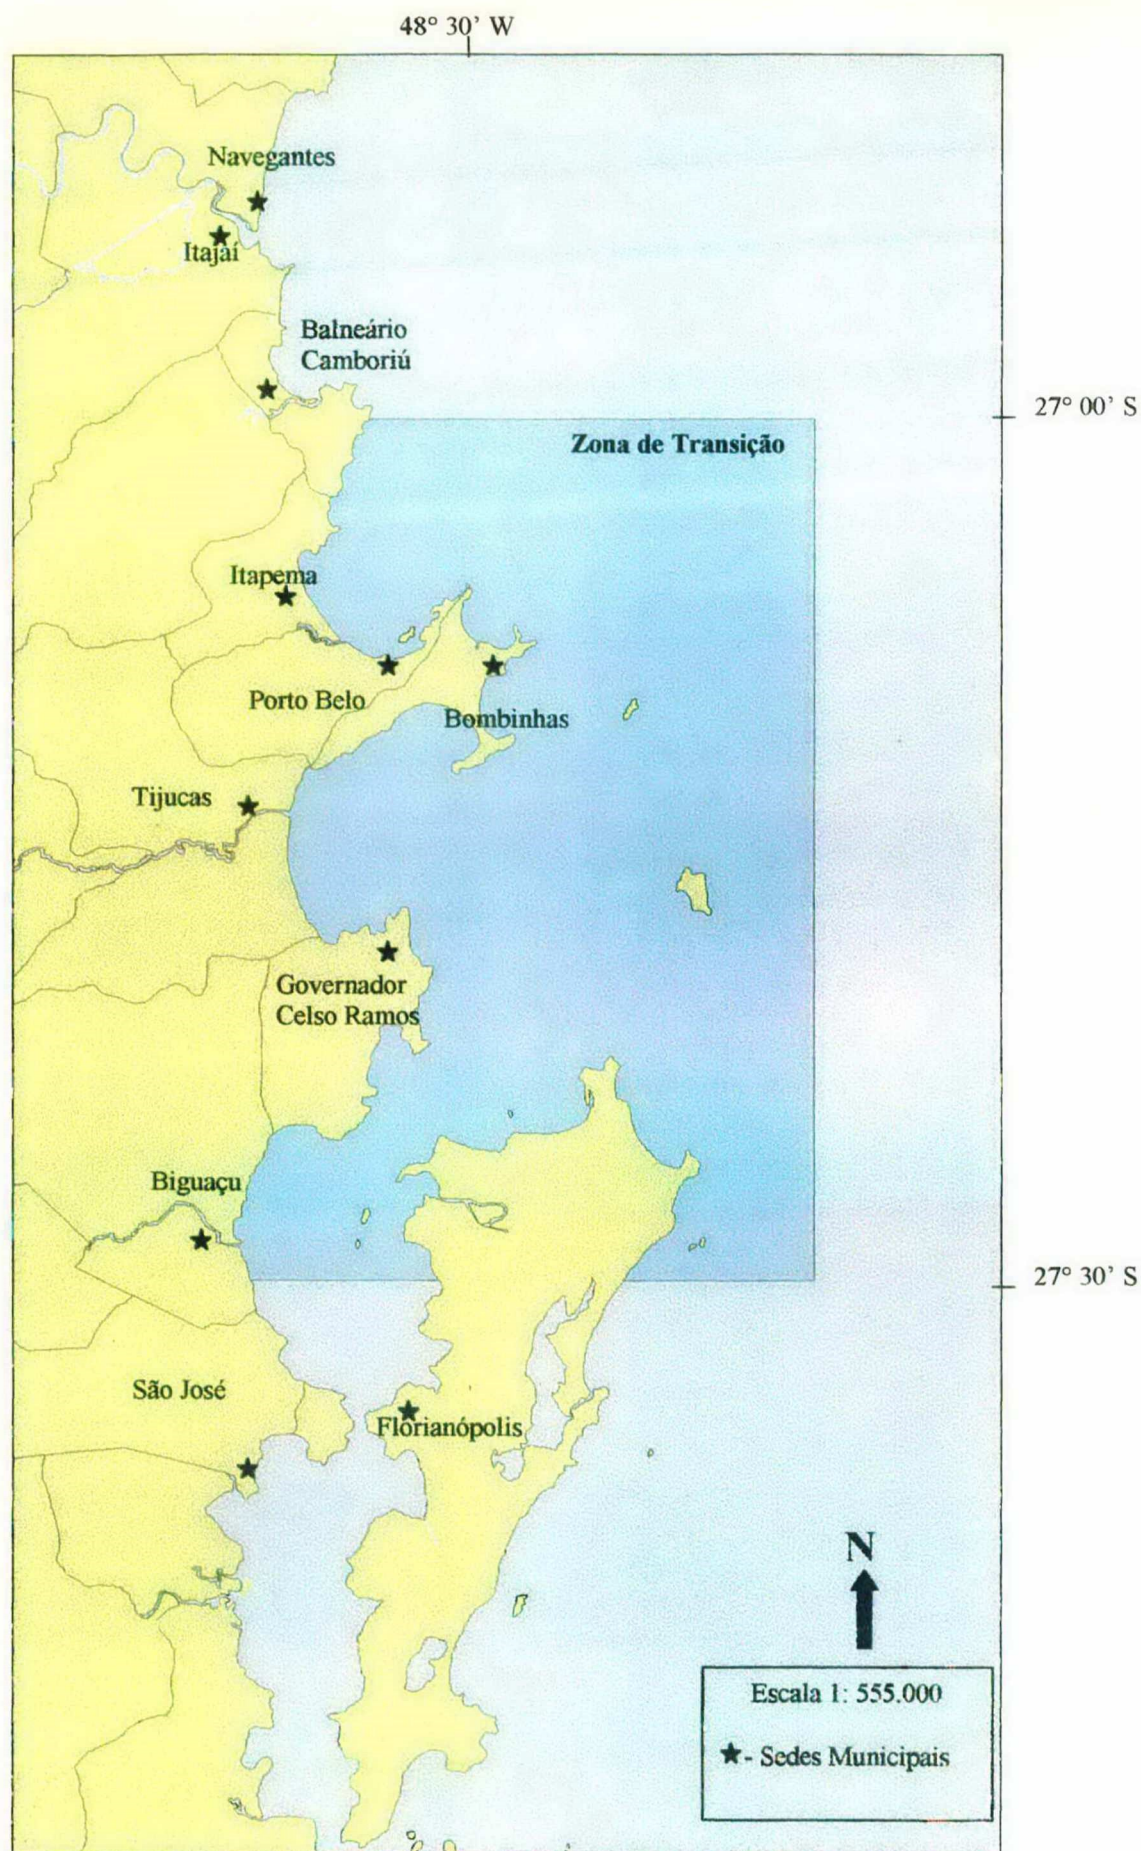 48° 30' W
Navegantes
Itajaí
Balneário
Camboriú
27° 00' S
Zona de Transição
Itapema
Porto Belo
Bombinhas
Tijucas
Governador
Celso Ramos
Biguaçu
27° 30' S
São José
Florianópolis
N
Escala 1: 555.000
★- Sedes Municipais